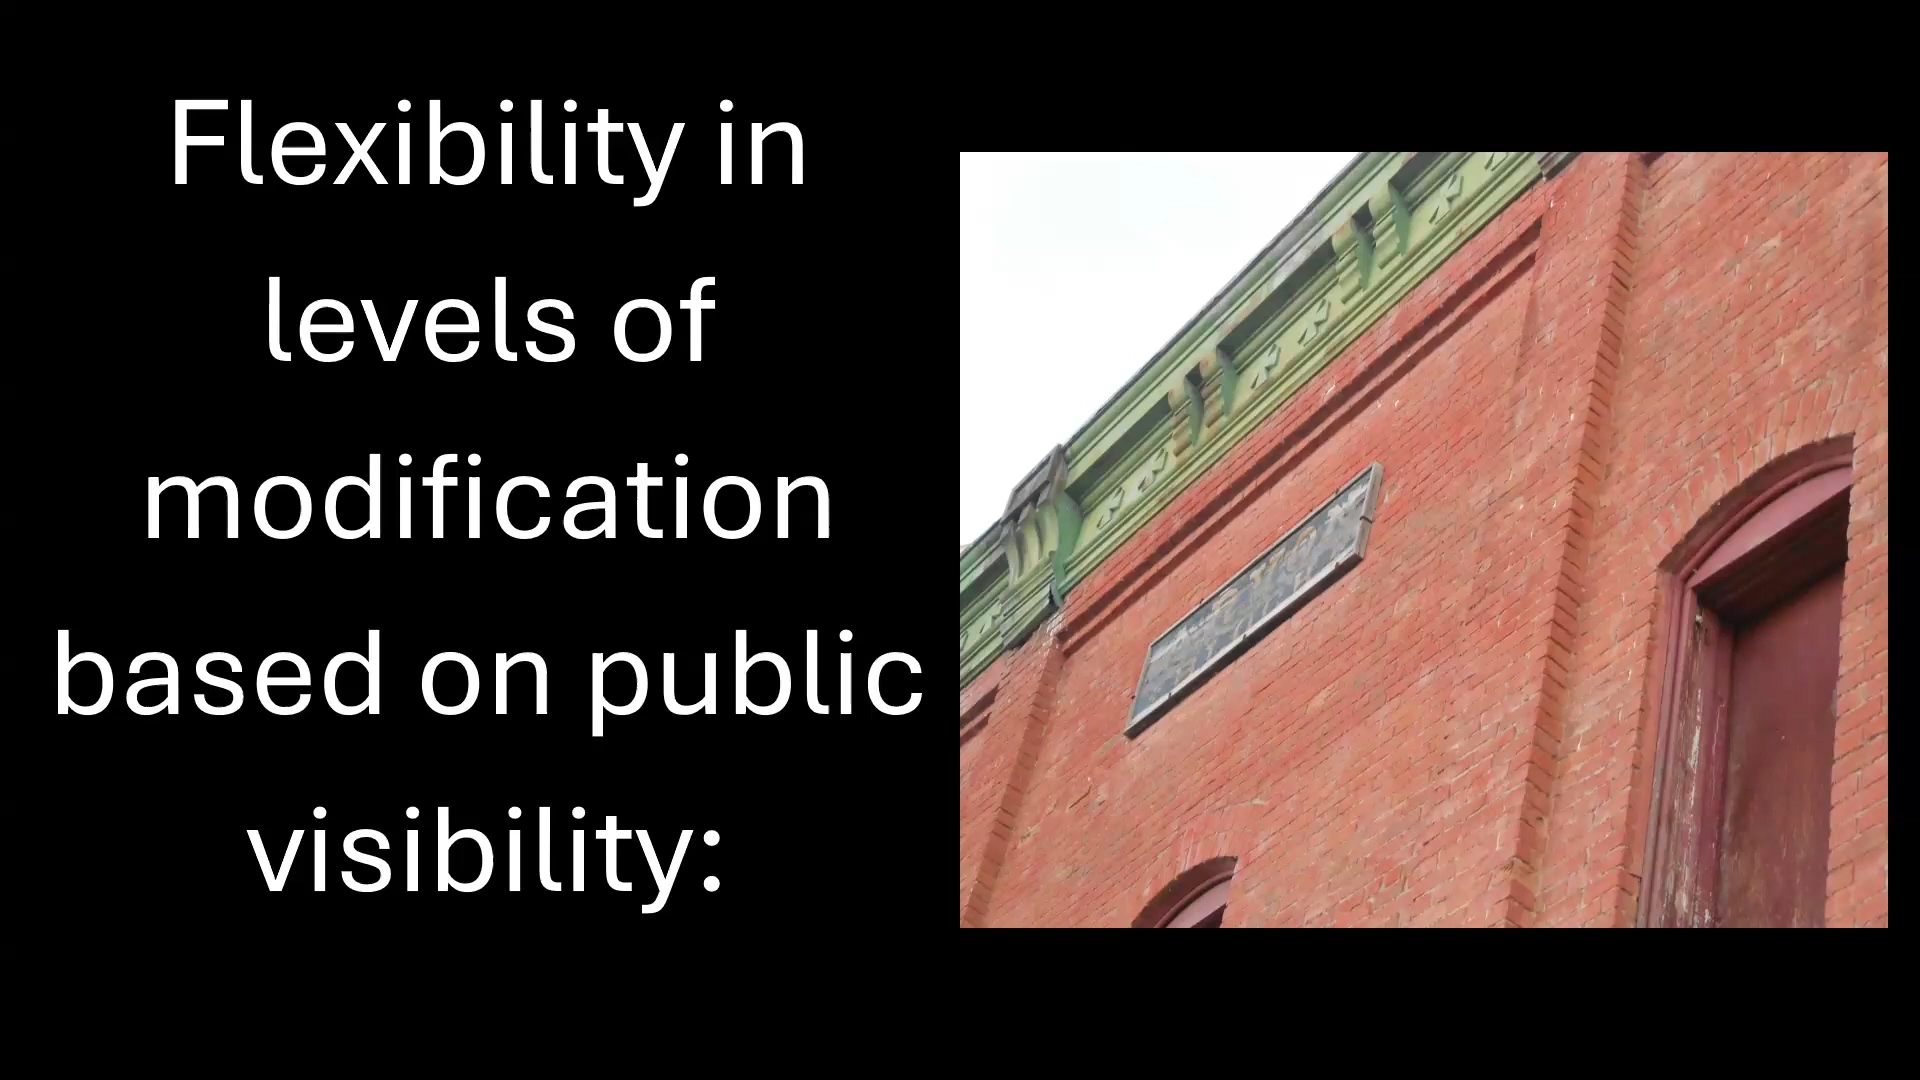 Flexibility in
levels of
modification
based on public
visibility: